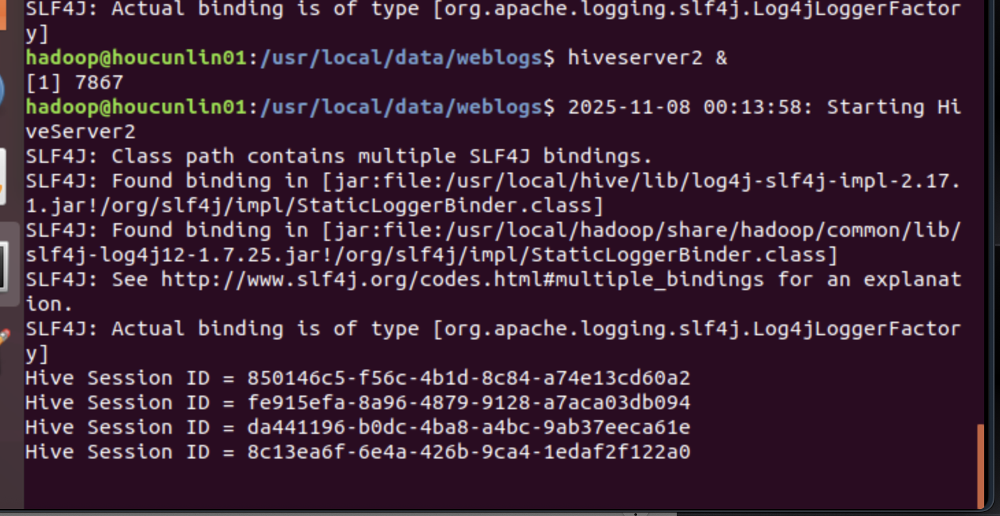 SLF4J: Actual binding is of type [org.apache.logging.slf4j.Log4jLoggerFactor
y]
hadoop@houcunlin01:/usr/local/data/weblogs$ hiveserver2 &
[1] 7867
hadoop@houcunlin01:/usr/local/data/weblogs$ 2025-11-08 00:13:58: Starting Hi
veServer2
SLF4J: Class path contains multiple SLF4J bindings.
SLF4J: Found binding in [jar:file:/usr/local/hive/lib/log4j-slf4j-impl-2.17.
1.jar!/org/slf4j/impl/StaticLoggerBinder.class]
SLF4J: Found binding in [jar:file:/usr/local/hadoop/share/hadoop/common/lib/
slf4j-log4j12-1.7.25.jar!/org/slf4j/impl/StaticLoggerBinder.class]
SLF4J: See http://www.slf4j.org/codes.html#multiple_bindings for an explanat
ion.
SLF4J: Actual binding is of type [org.apache.logging.slf4j.Log4jLoggerFactor
y]
Hive Session ID = 850146c5-f56c-4b1d-8c84-a74e13cd60a2
Hive Session ID = fe915efa-8a96-4879-9128-a7aca03db094
Hive Session ID = da441196-b0dc-4ba8-a4bc-9ab37eeca61e
Hive Session ID = 8c13ea6f-6e4a-426b-9ca4-1edaf2f122a0